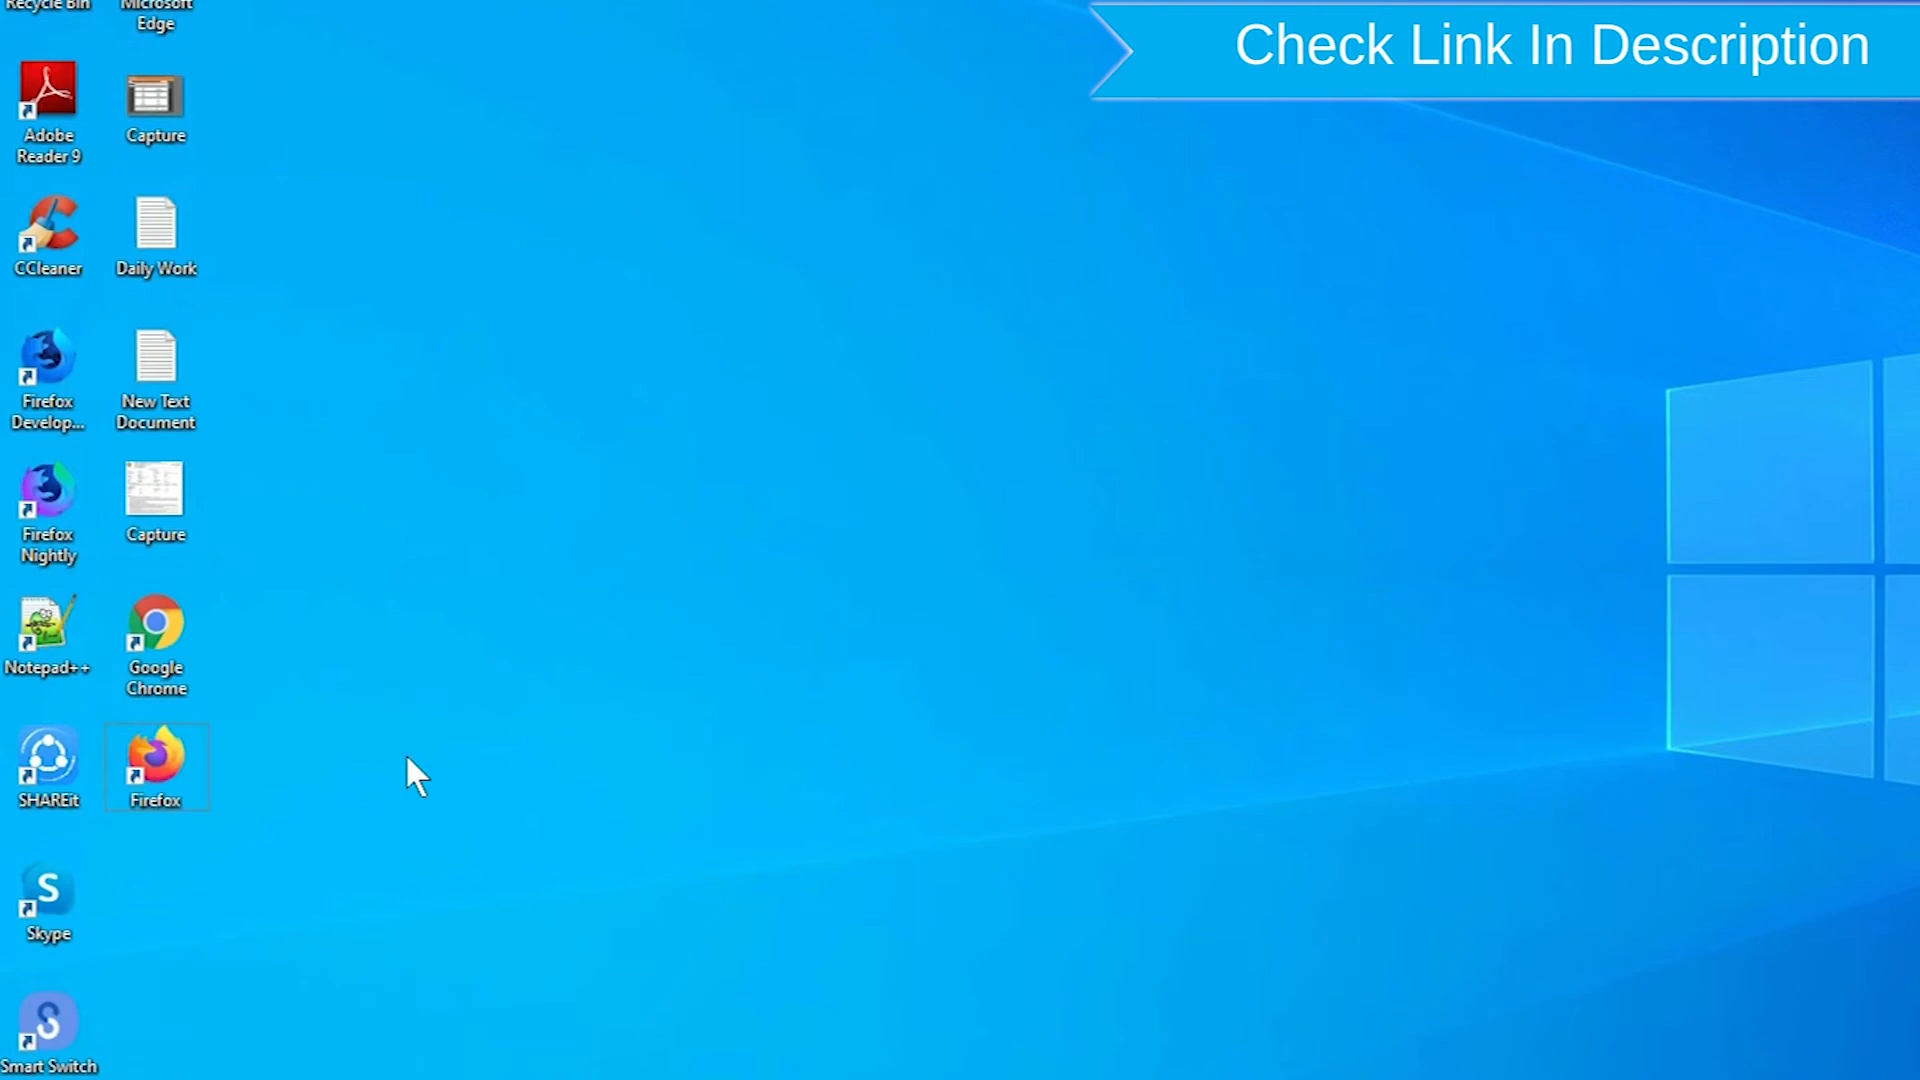 Recycle Bin
Microsoft
Edge
Check Link In Description
Adobe
Reader 9
Capture
CCleaner
Daily Work
Firefox
Develop...
New Text
Document
Firefox
Nightly
Capture
Notepad++
Google
Chrome
SHAREit
Firefox
Skype
Smart Switch